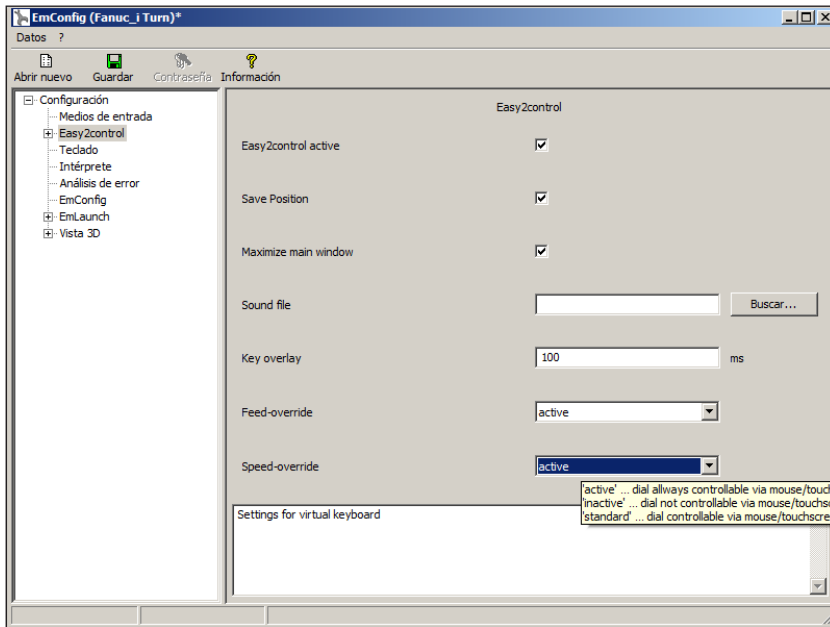 EmConfig (Fanuc_i Turn)*
Datos ?
Abrir nuevo Guardar Contraseña Información
Configuración
Medios de entrada
Easy2control
Teclado
Intérprete
Análisis de error
EmConfig
EmLaunch
Vista 3D
Easy2control
Easy2control active
Save Position
Maximize main window
Sound file Buscar...
Key overlay 100 ms
Feed-override active
Speed-override active
'active' ... dial allways controllable via mouse/touch
'inactive' ... dial not controllable via mouse/touchs
'standard' ... dial controllable via mouse/touchscre
Settings for virtual keyboard